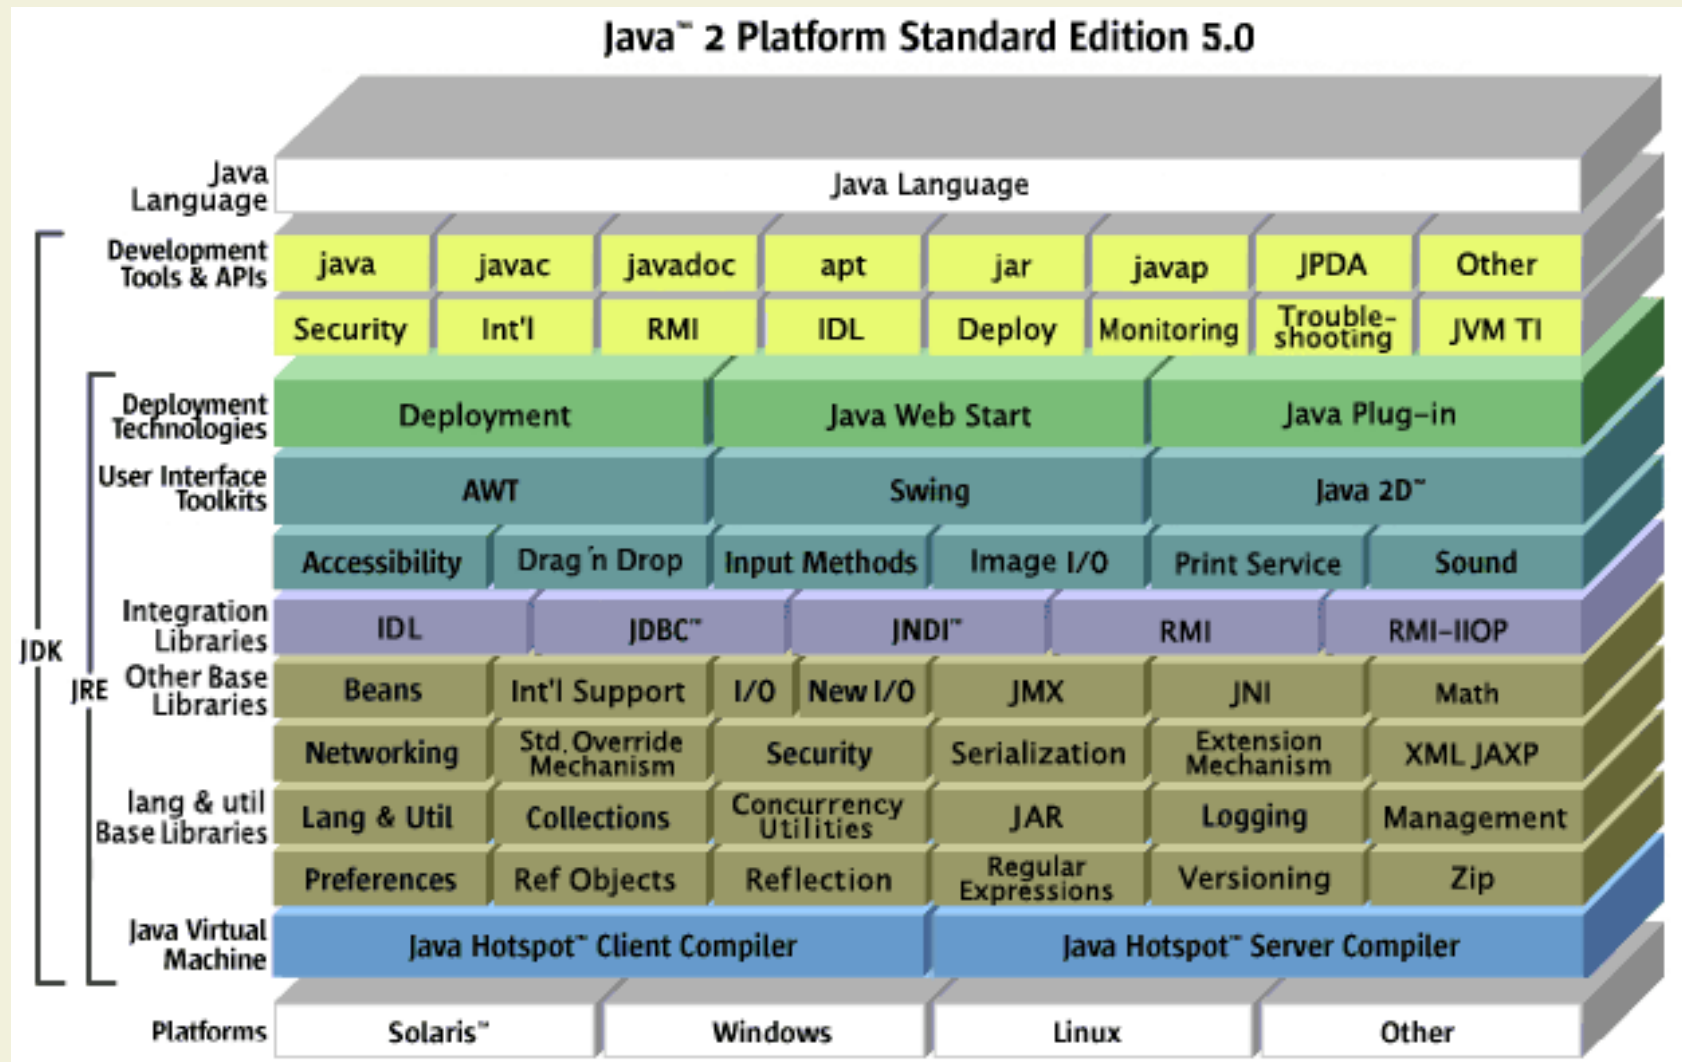 Java™ 2 Platform Standard Edition 5.0
Java
Language
Java Language
Development
Tools & APIs
java javac javadoc apt jar javap JPDA Other
Security Int'l RMI IDL Deploy Monitoring Trouble-
shooting JVM TI
Deployment
Technologies
Deployment Java Web Start Java Plug-in
User Interface
Toolkits
AWT Swing Java 2D™
Accessibility Drag 'n Drop Input Methods Image I/O Print Service Sound
Integration
Libraries
IDL JDBC™ JNDI™ RMI RMI-IIOP
JDK
JRE
Other Base
Libraries
Beans Int'l Support I/O New I/O JMX JNI Math
Networking Std. Override
Mechanism Security Serialization Extension
Mechanism XML JAXP
lang & util
Base Libraries
Lang & Util Collections Concurrency
Utilities JAR Logging Management
Preferences Ref Objects Reflection Regular
Expressions Versioning Zip
Java Virtual
Machine
Java Hotspot™ Client Compiler Java Hotspot™ Server Compiler
Platforms
Solaris™ Windows Linux Other